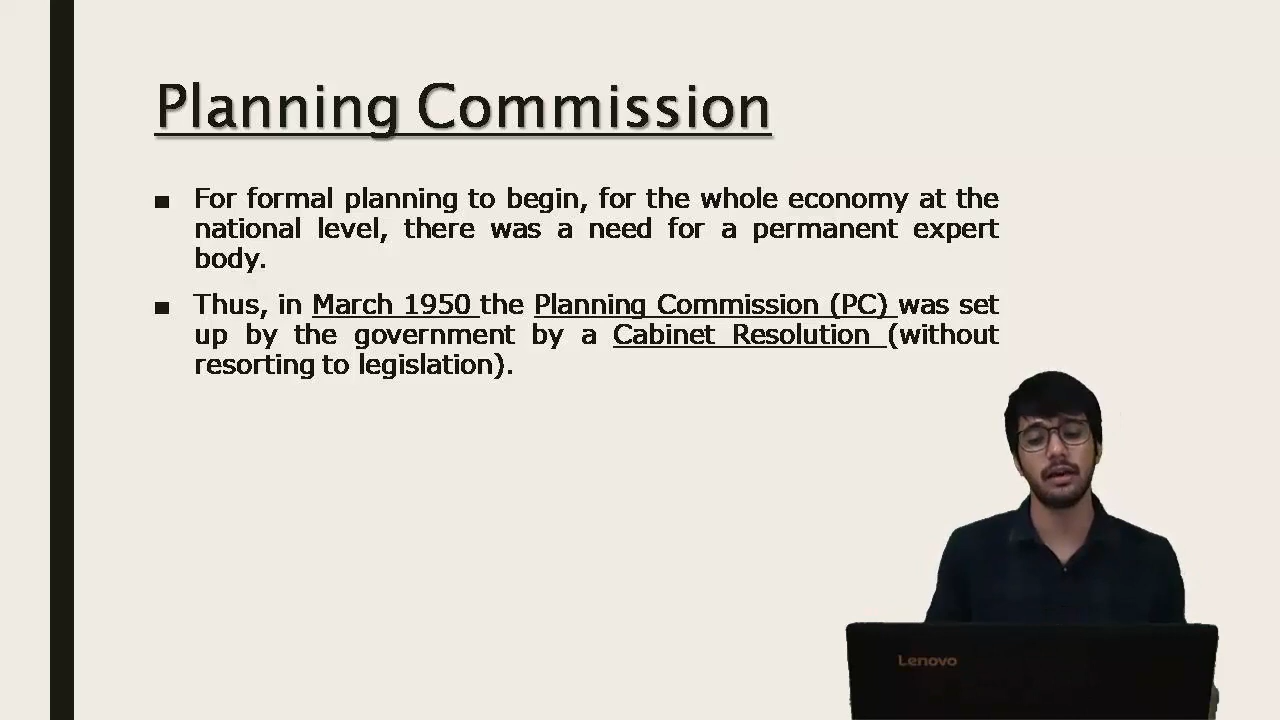 Planning Commission
■ For formal planning to begin, for the whole economy at the
national level, there was a need for a permanent expert
body.
■ Thus, in March 1950 the Planning Commission (PC) was set
up by the government by a Cabinet Resolution (without
resorting to legislation).
Lenovo